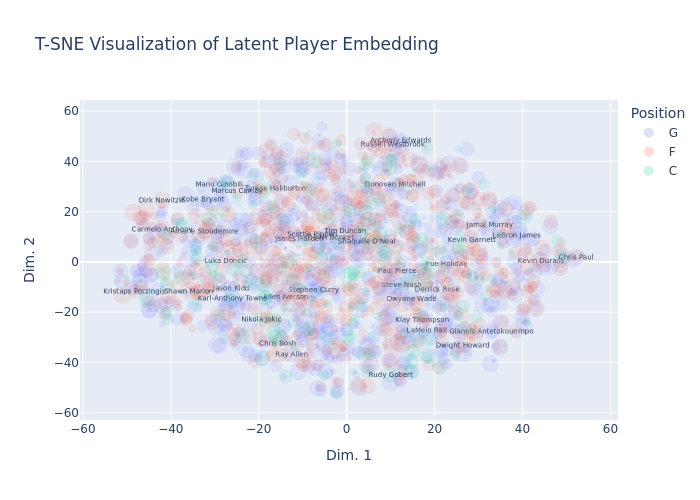 T-SNE Visualization of Latent Player Embedding
Position
G
F
C
Dim. 2
60
40
20
0
−20
−40
−60
Anthony Edwards
Russell Westbrook
Donovan Mitchell
Manu Ginobili
Marcus Camby
Tyrese Haliburton
Dirk Nowitzki
Kobe Bryant
Jamal Murray
Carmelo Anthony
Amar'e Stoudemire
Scottie Pippen
Tim Duncan
James Harden
Shaquille O'Neal
Kevin Garnett
LeBron James
Chris Paul
Kevin Durant
Luka Doncic
Jrue Holiday
Paul Pierce
Steve Nash
Derrick Rose
Kristaps Porzingis
Shawn Marion
Jason Kidd
Stephen Curry
Karl-Anthony Towns
Allen Iverson
Dwyane Wade
Nikola Jokic
Klay Thompson
LaMelo Ball
Giannis Antetokounmpo
Chris Bosh
Dwight Howard
Ray Allen
Rudy Gobert
−60
−40
−20
0
20
40
60
Dim. 1